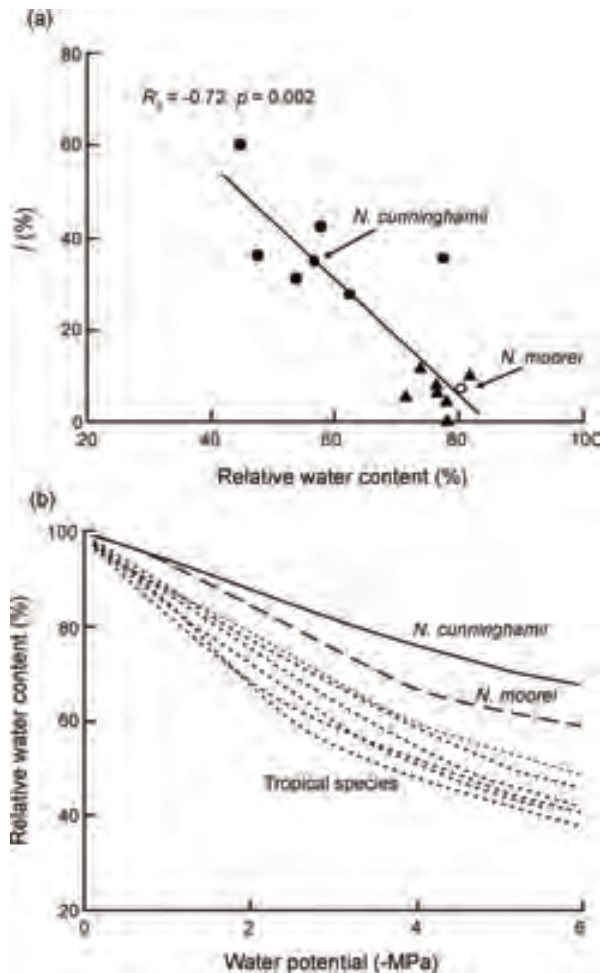 (a)
80
60
40
20
0
I (%)
Rs = -0.72 p = 0.002
N. cunninghamii
N. moorei
20 40 60 80 100
Relative water content (%)
(b)
100
80
60
40
20
Relative water content (%)
N. cunninghamii
N. moorei
Tropical species
0 2 4 6
Water potential (-MPa)